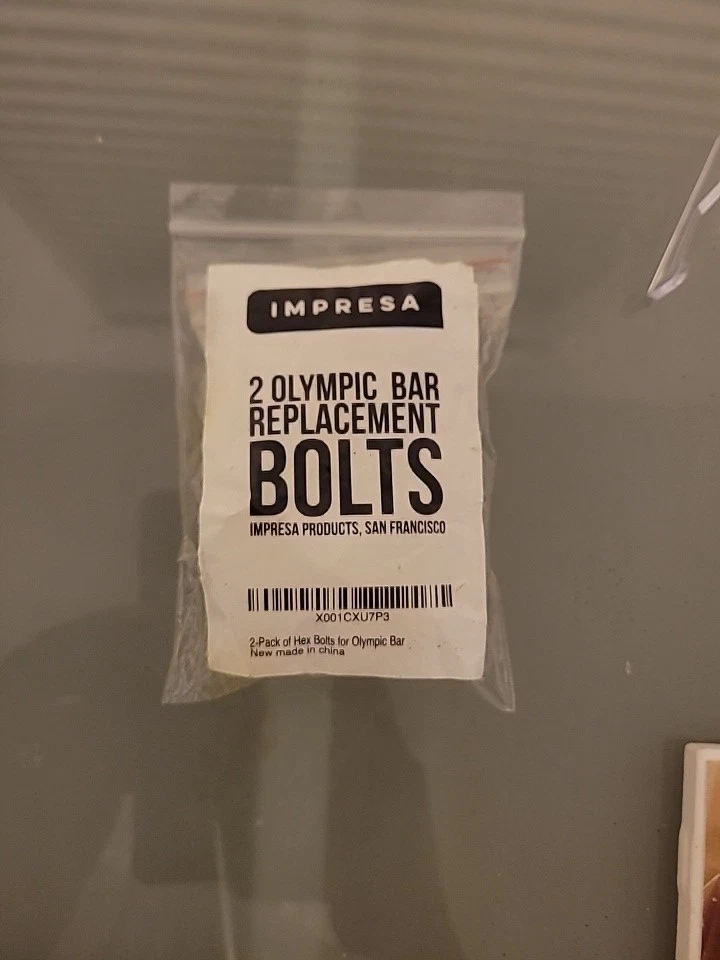 IMPRESA
2 OLYMPIC BAR
REPLACEMENT
BOLTS
IMPRESA PRODUCTS, SAN FRANCISCO
X001CXU7P3
2-Pack of Hex Bolts for Olympic Bar
New made in china